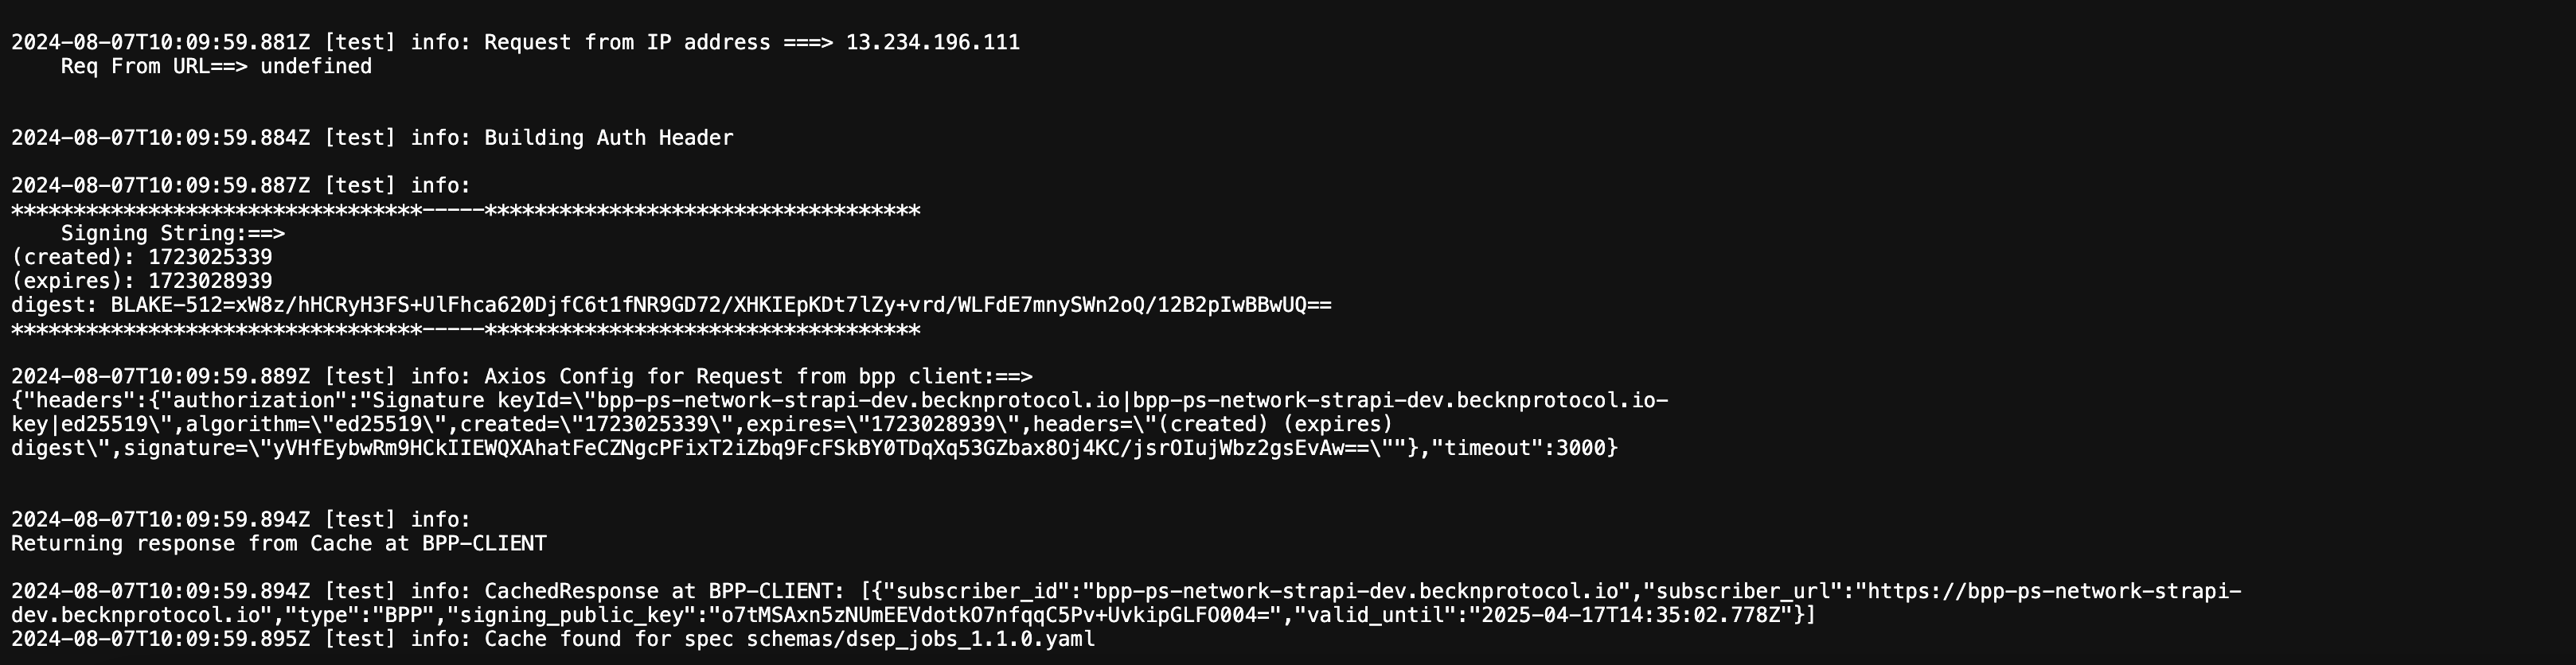 2024-08-07T10:09:59.881Z [test] info: Request from IP address ===> 13.234.196.111
    Req From URL==> undefined
2024-08-07T10:09:59.884Z [test] info: Building Auth Header
2024-08-07T10:09:59.887Z [test] info:
*********************************-----***********************************
    Signing String:==>
(created): 1723025339
(expires): 1723028939
digest: BLAKE-512=xW8z/hHCRyH3FS+UlFhca620DjfC6t1fNR9GD72/XHKIEpKDt7lZy+vrd/WLFdE7mnySWn2oQ/12B2pIwBBwUQ==
*********************************-----***********************************
2024-08-07T10:09:59.889Z [test] info: Axios Config for Request from bpp client:==>
{"headers":{"authorization":"Signature keyId=\"bpp-ps-network-strapi-dev.becknprotocol.io|bpp-ps-network-strapi-dev.becknprotocol.io-
key|ed25519\",algorithm=\"ed25519\",created=\"1723025339\",expires=\"1723028939\",headers=\"(created) (expires)
digest\",signature=\"yVHfEybwRm9HCkIIEWQXAhatFeCZNgcPFixT2iZbq9FcFSkBY0TDqXq53GZbax8Oj4KC/jsrOIujWbz2gsEvAw==\""},"timeout":3000}
2024-08-07T10:09:59.894Z [test] info:
Returning response from Cache at BPP-CLIENT
2024-08-07T10:09:59.894Z [test] info: CachedResponse at BPP-CLIENT: [{"subscriber_id":"bpp-ps-network-strapi-dev.becknprotocol.io","subscriber_url":"https://bpp-ps-network-strapi-
dev.becknprotocol.io","type":"BPP","signing_public_key":"o7tMSAxn5zNUmEEVdotkO7nfqqC5Pv+UvkipGLFO004=","valid_until":"2025-04-17T14:35:02.778Z"}]
2024-08-07T10:09:59.895Z [test] info: Cache found for spec schemas/dsep_jobs_1.1.0.yaml